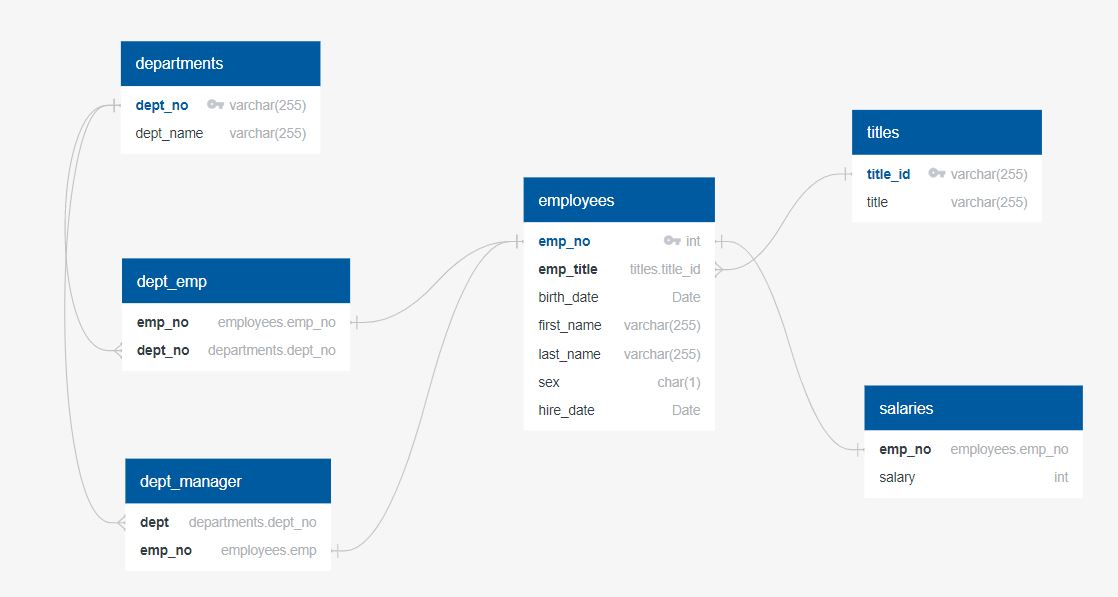 departments
dept_no varchar(255)
dept_name varchar(255)
dept_emp
emp_no employees.emp_no
dept_no departments.dept_no
dept_manager
dept departments.dept_no
emp_no employees.emp
employees
emp_no int
emp_title titles.title_id
birth_date Date
first_name varchar(255)
last_name varchar(255)
sex char(1)
hire_date Date
titles
title_id varchar(255)
title varchar(255)
salaries
emp_no employees.emp_no
salary int